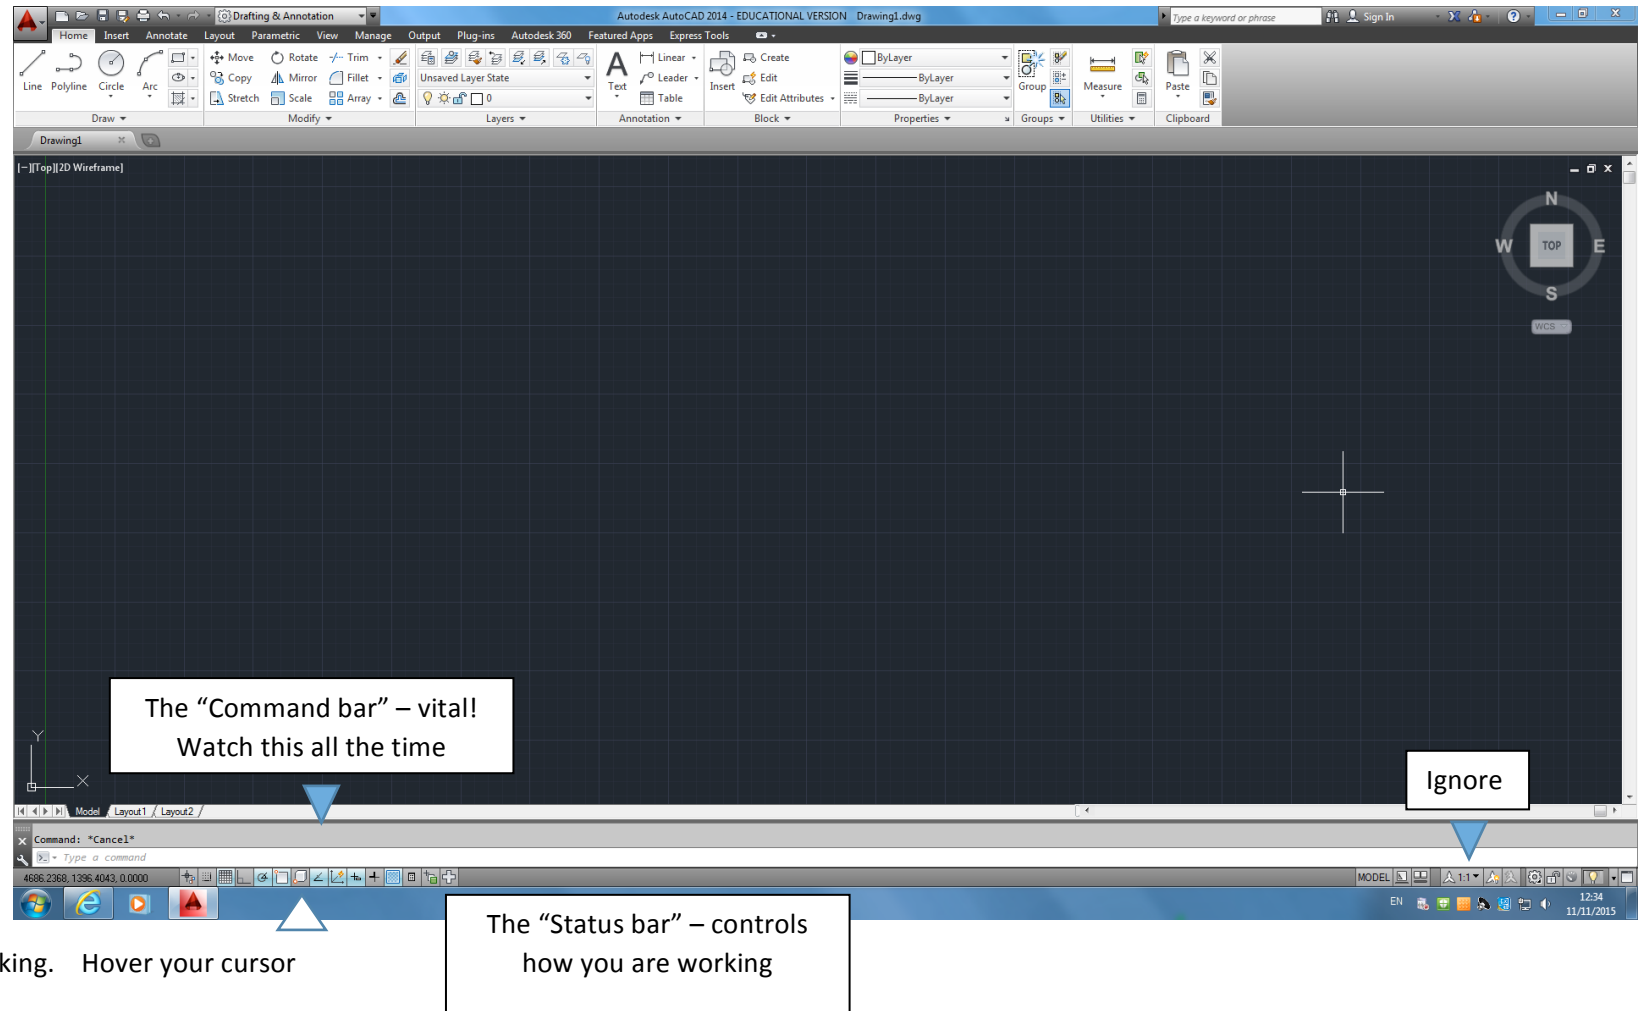 Drafting & Annotation
Autodesk AutoCAD 2014 - EDUCATIONAL VERSION Drawing1.dwg
Type a keyword or phrase
Sign In
Home Insert Annotate Layout Parametric View Manage Output Plug-ins Autodesk 360 Featured Apps Express Tools
Move Rotate Trim Linear Create ByLayer
Copy Mirror Fillet Unsaved Layer State Leader Edit ByLayer
Line Polyline Circle Arc Text Insert Group Measure Paste
Stretch Scale Array 0 Table Edit Attributes ByLayer
Draw Modify Layers Annotation Block Properties Groups Utilities Clipboard
Drawing1
[–][Top][2D Wireframe]
N
W TOP E
S
WCS
The “Command bar” – vital!
Watch this all the time
Y
X
Ignore
Model Layout1 Layout2
Command: *Cancel*
Type a command
4686.2368, 1396.4043, 0.0000
MODEL 1:1
EN 12:34
11/11/2015
The “Status bar” – controls
how you are working
king. Hover your cursor